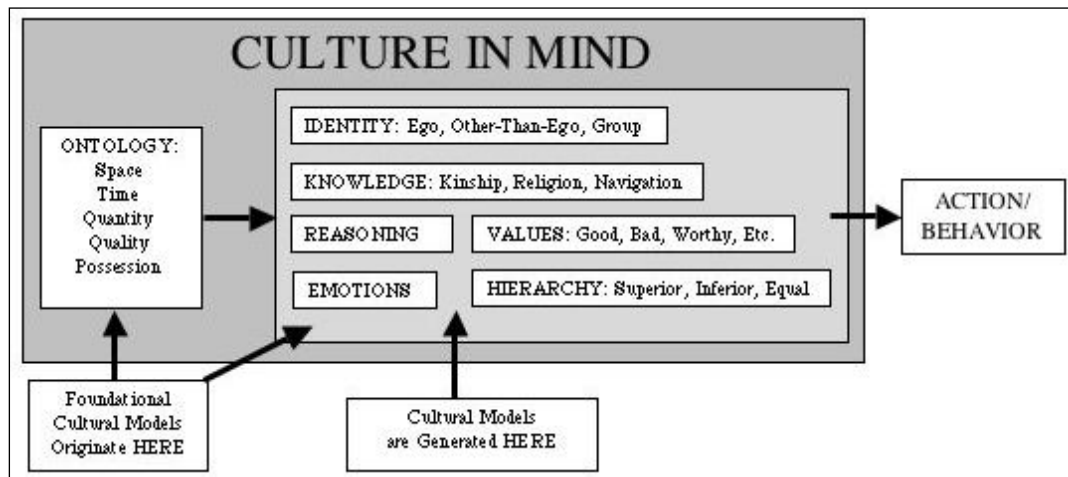 CULTURE IN MIND
ONTOLOGY:
Space
Time
Quantity
Quality
Possession
IDENTITY: Ego, Other-Than-Ego, Group
KNOWLEDGE: Kinship, Religion, Navigation
REASONING
VALUES: Good, Bad, Worthy, Etc.
EMOTIONS
HIERARCHY: Superior, Inferior, Equal
ACTION/
BEHAVIOR
Foundational
Cultural Models
Originate HERE
Cultural Models
are Generated HERE